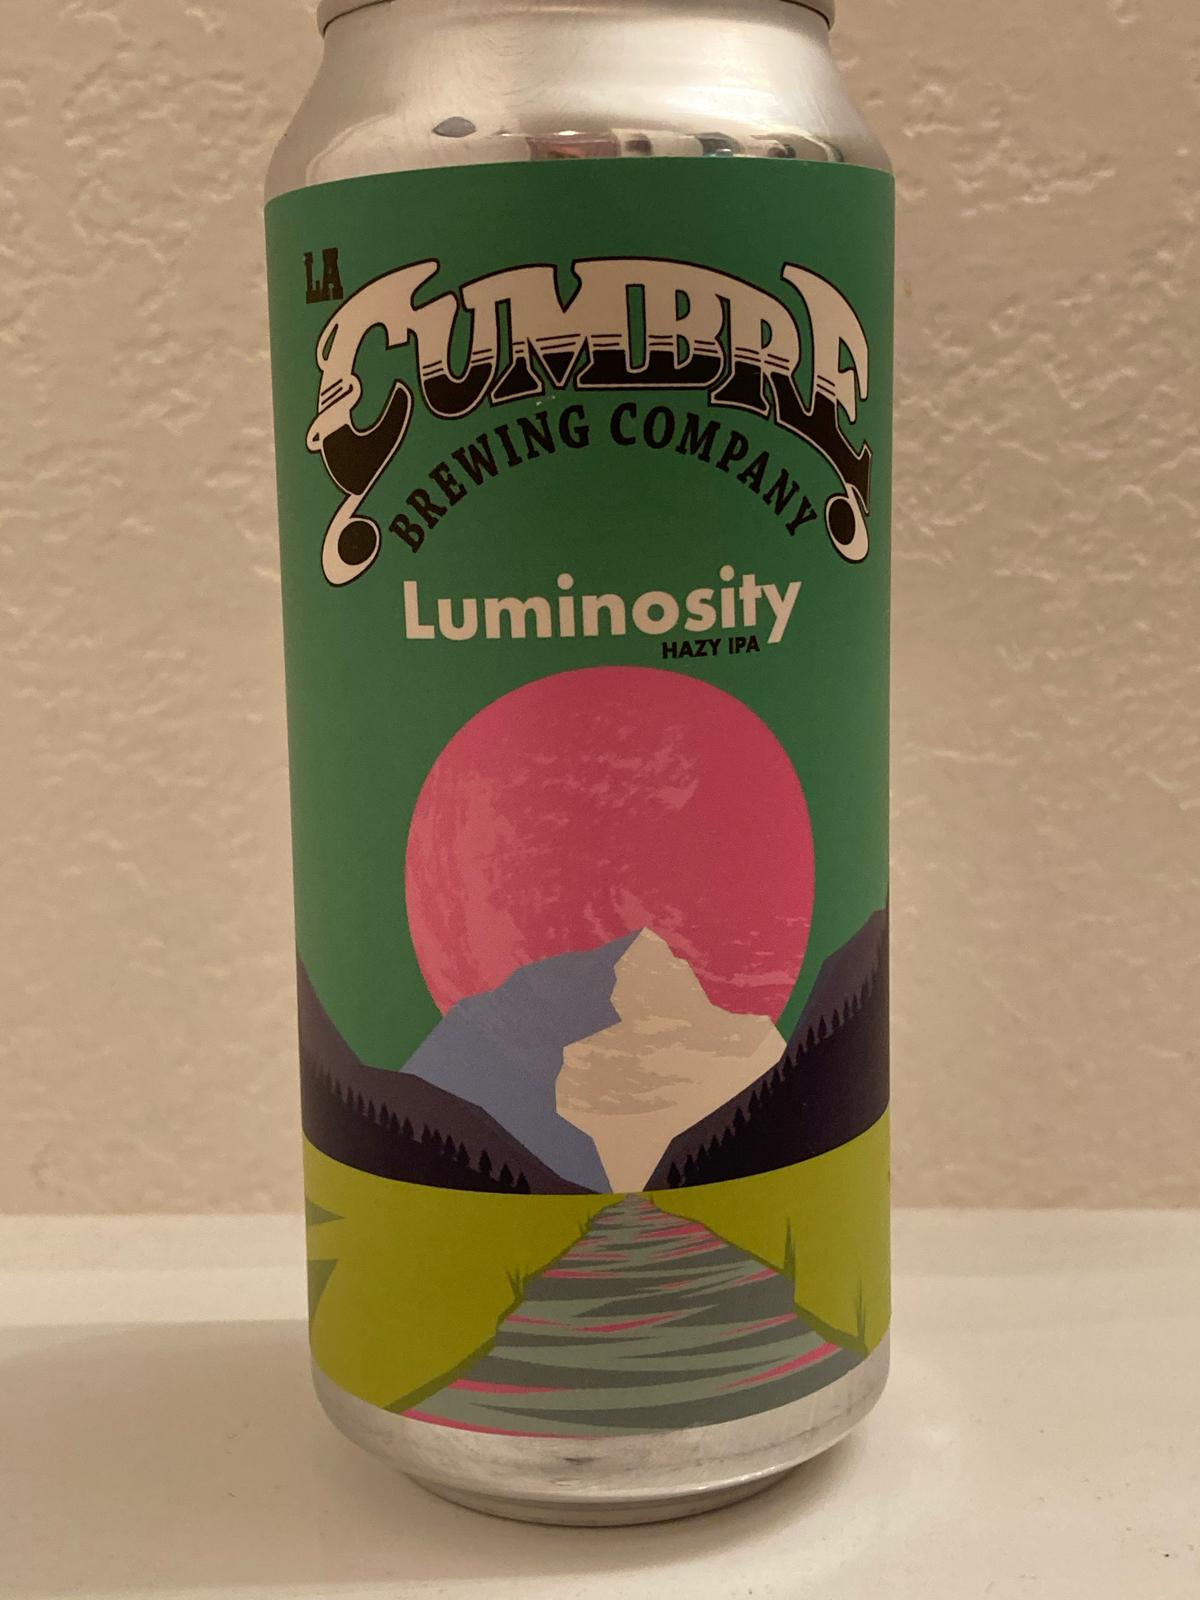 LA
CUMBRE
BREWING COMPANY
Luminosity
HAZY IPA